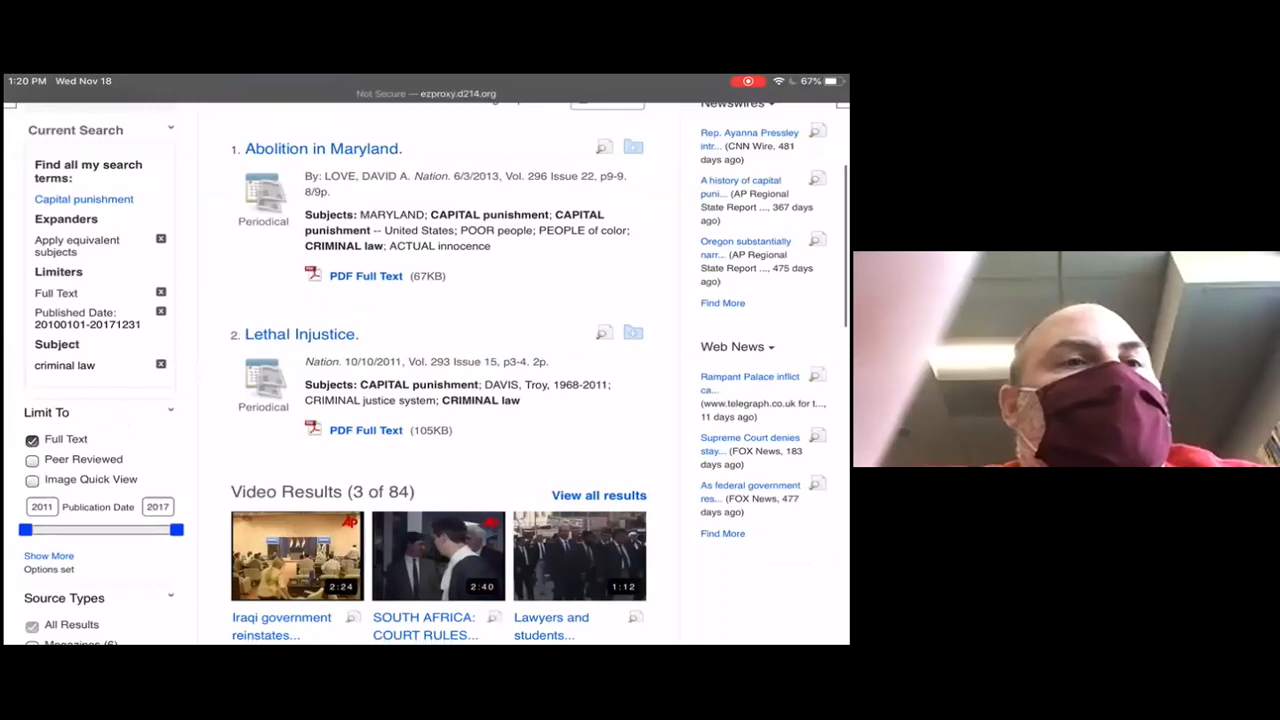 1:20 PM Wed Nov 18
67%
Not Secure — ezproxy.d214.org
Current Search
Find all my search
terms:
Capital punishment
Expanders
Apply equivalent
subjects
Limiters
Full Text
Published Date:
20100101-20171231
Subject
criminal law
Limit To
Full Text
Peer Reviewed
Image Quick View
2011 Publication Date 2017
Show More
Options set
Source Types
All Results
Magazines (6)
1. Abolition in Maryland.
Periodical
By: LOVE, DAVID A. Nation. 6/3/2013, Vol. 296 Issue 22, p9-9.
8/9p.
Subjects: MARYLAND; CAPITAL punishment; CAPITAL
punishment -- United States; POOR people; PEOPLE of color;
CRIMINAL law; ACTUAL innocence
PDF Full Text (67KB)
2. Lethal Injustice.
Periodical
Nation. 10/10/2011, Vol. 293 Issue 15, p3-4. 2p.
Subjects: CAPITAL punishment; DAVIS, Troy, 1968-2011;
CRIMINAL justice system; CRIMINAL law
PDF Full Text (105KB)
Video Results (3 of 84)
View all results
AP
2:24
AP
2:40
1:12
Iraqi government
reinstates...
SOUTH AFRICA:
COURT RULES...
Lawyers and
students...
Newswires
Rep. Ayanna Pressley
intr... (CNN Wire, 481
days ago)
A history of capital
puni... (AP Regional
State Report ..., 367 days
ago)
Oregon substantially
narr... (AP Regional
State Report ..., 475 days
ago)
Find More
Web News
Rampant Palace inflict
ca...
(www.telegraph.co.uk for t...,
11 days ago)
Supreme Court denies
stay... (FOX News, 183
days ago)
As federal government
res... (FOX News, 477
days ago)
Find More